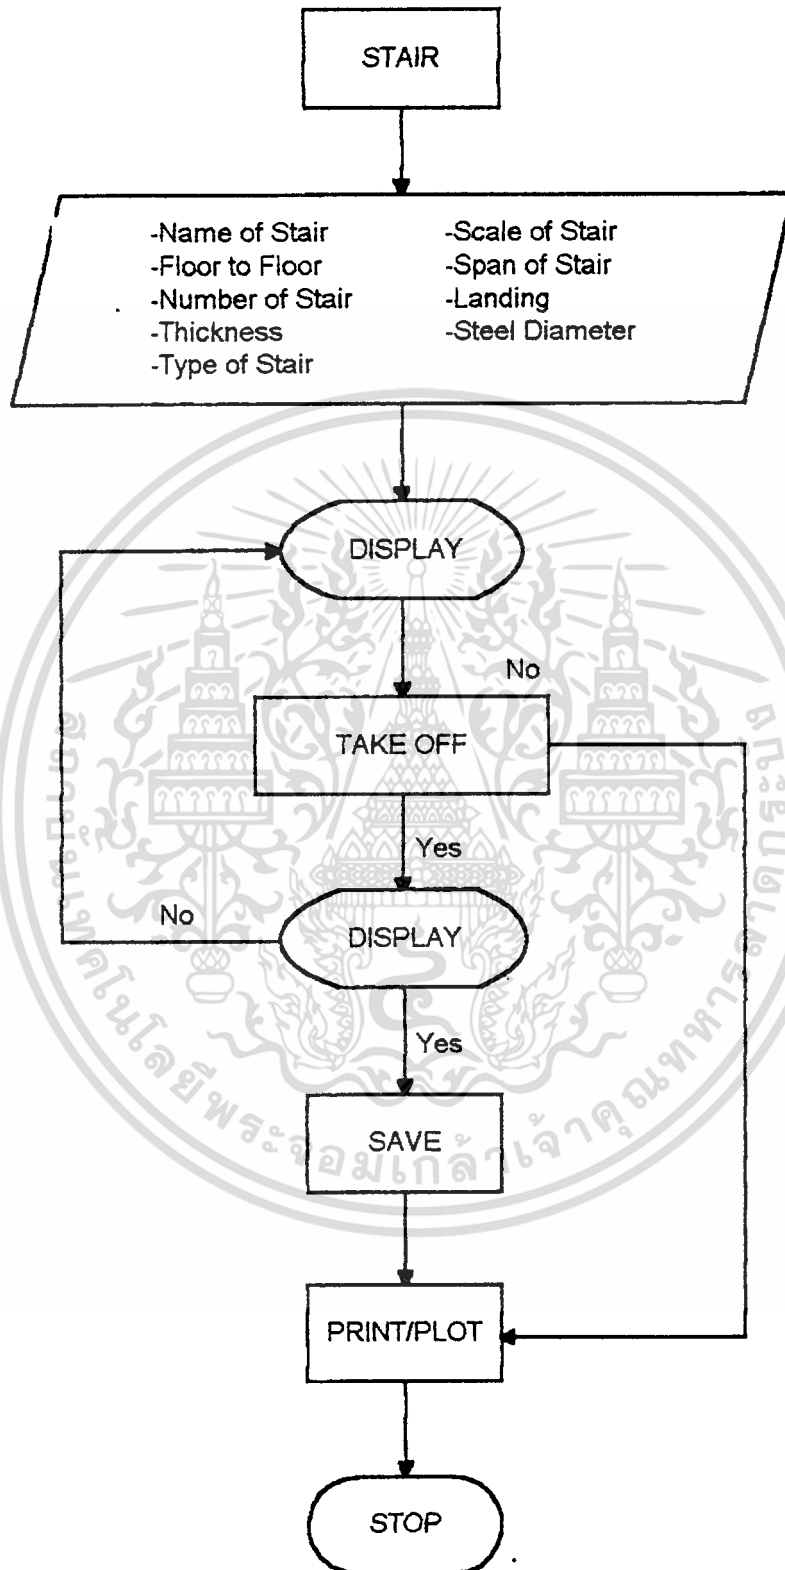 STAIR
-Name of Stair
-Floor to Floor
-Number of Stair
-Thickness
-Type of Stair
-Scale of Stair
-Span of Stair
-Landing
-Steel Diameter
DISPLAY
No
TAKE OFF
Yes
No
DISPLAY
Yes
SAVE
PRINT/PLOT
STOP